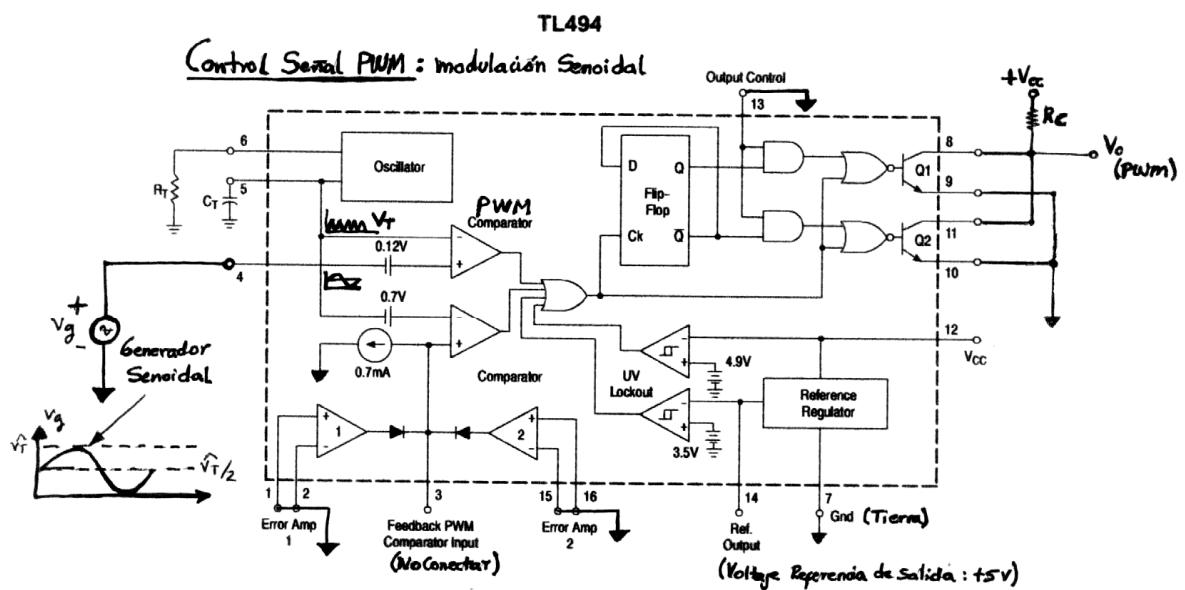 TL494
Control Señal PWM : modulación Senoidal
Output Control
13
+Vcc
Rc
6
Oscillator
RT
5
CT
VT
PWM
Comparator
0.12V
4
0.7V
0.7mA
Comparator
D
Q
Flip-
Flop
Ck
Q̅
8
Q1
9
Vo
(PWM)
11
Q2
10
+
Vg
-
Generador
Senoidal
Vg
V̂T
V̂T/2
12
VCC
4.9V
UV
Lockout
3.5V
Reference
Regulator
1
2
+
-
1
2
3
15
16
14
7
Error Amp
1
Feedback PWM
Comparator Input
(No Conectar)
Error Amp
2
Ref.
Output
Gnd (Tierra)
(Voltaje Referencia de Salida : +5V)